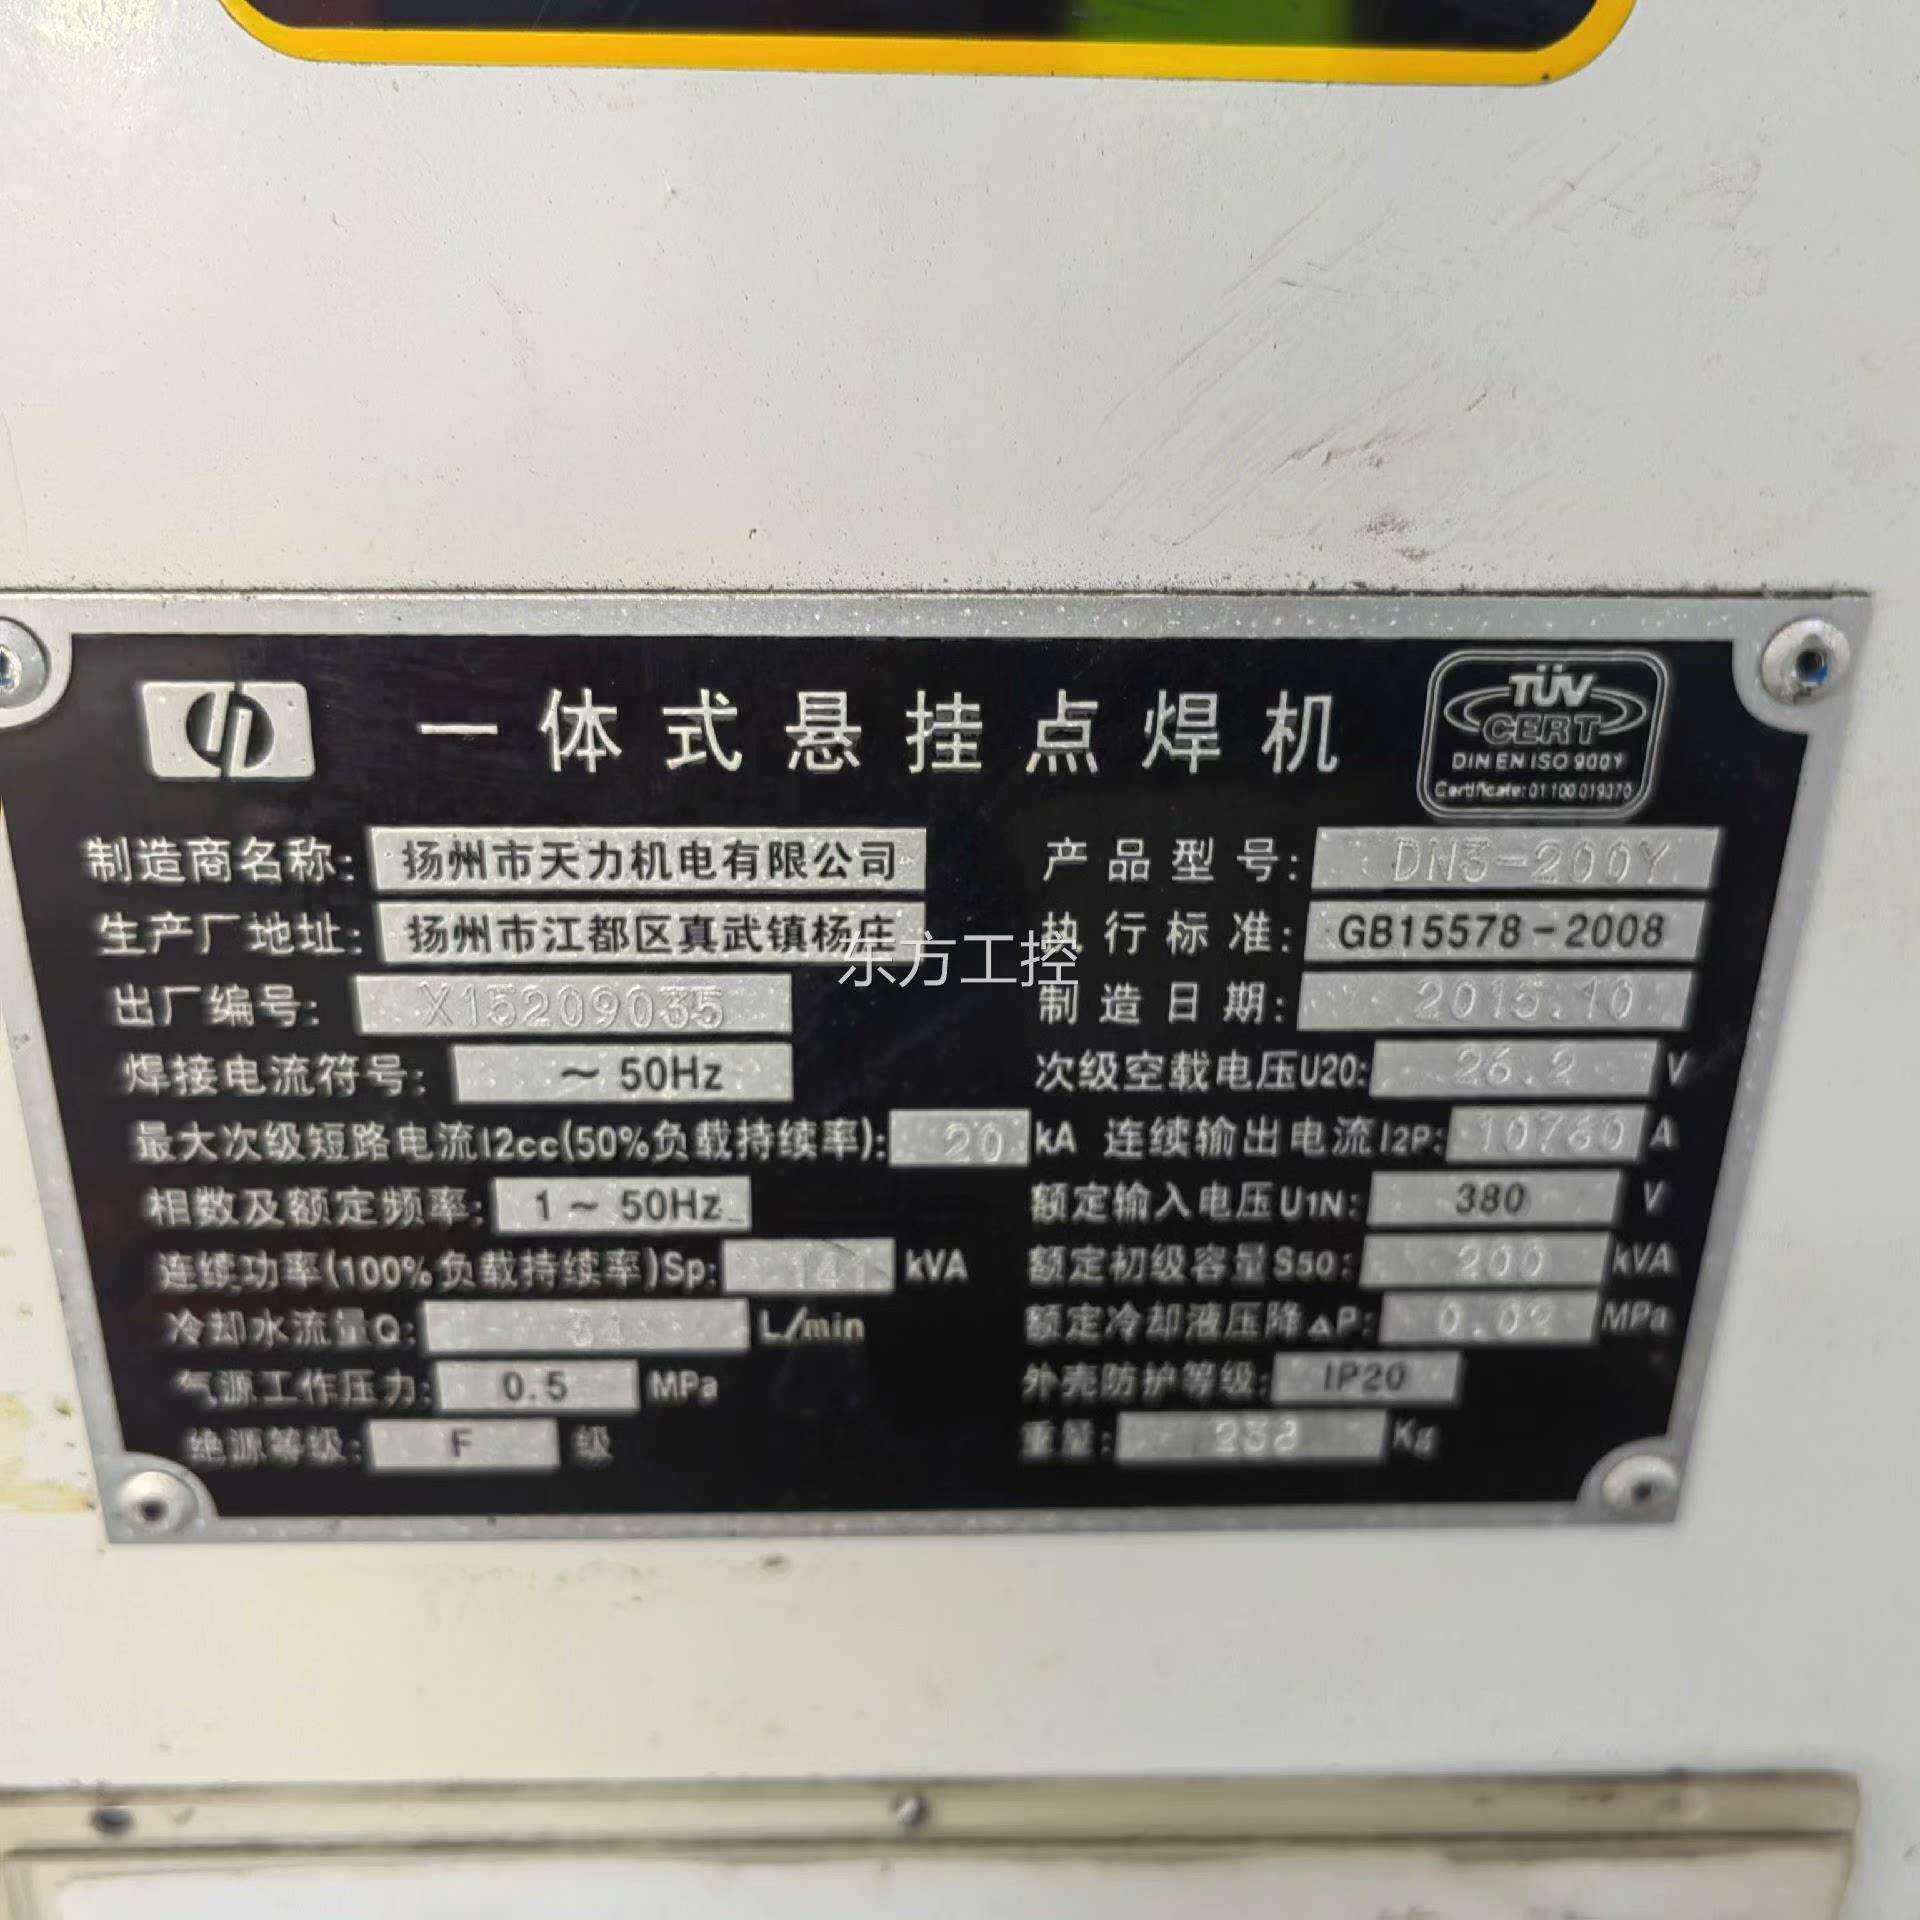 一体式悬挂点焊机
TÜV
CERT
DIN EN ISO 9001
Certificate: 01 100 019370
制造商名称: 扬州市天力机电有限公司
产品型号: DN3-200Y
生产厂地址: 扬州市江都区真武镇杨庄
执行标准: GB15578-2008
东方工控
出厂编号: X15209035
制造日期: 2015.10
焊接电流符号: ~ 50Hz
次级空载电压U20: 26.2 V
最大次级短路电流I2cc(50%负载持续率): 20 kA
连续输出电流I2P: 10760 A
相数及额定频率: 1 ~ 50Hz
额定输入电压U1N: 380 V
连续功率(100%负载持续率)Sp: 141 kVA
额定初级容量S50: 200 kVA
冷却水流量Q: L/min
额定冷却液压降△P: 0.02 MPa
气源工作压力: 0.5 MPa
外壳防护等级: IP20
绝源等级: F 级
重量: Kg